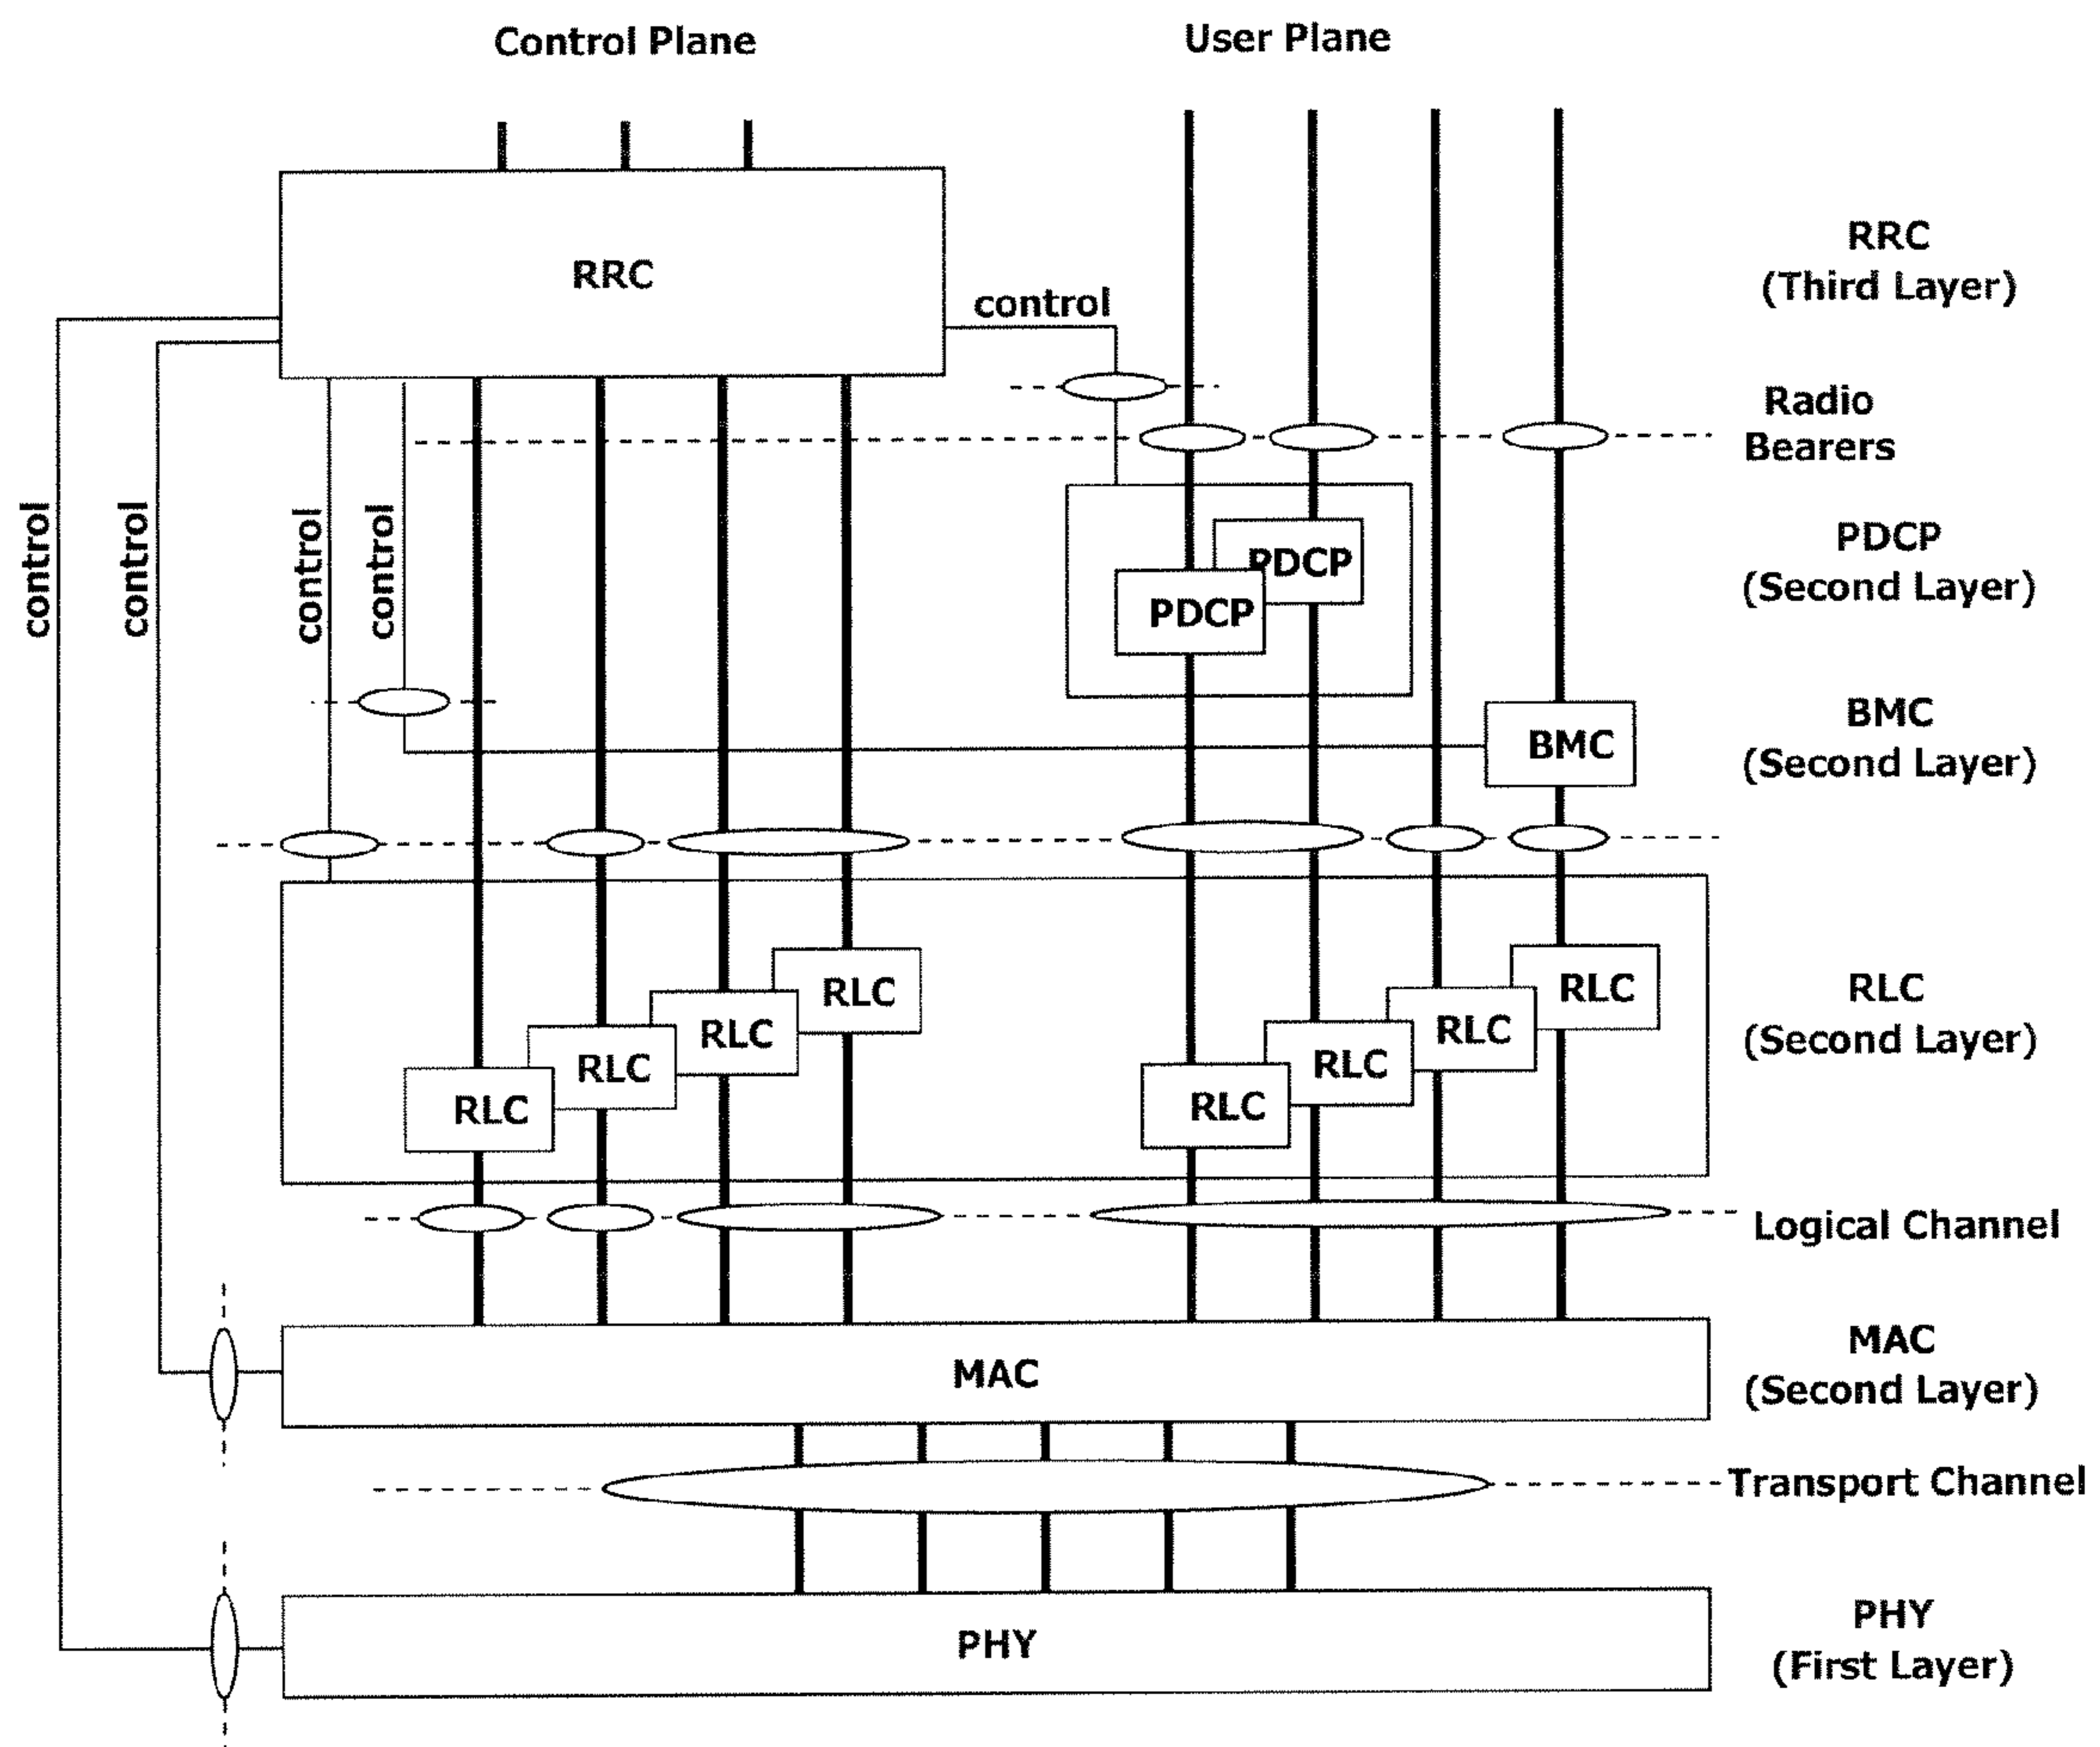 Control Plane
User Plane
RRC
RRC
(Third Layer)
control
Radio
Bearers
control
control
control
control
PDCP
PDCP
PDCP
(Second Layer)
BMC
BMC
(Second Layer)
RLC
RLC
RLC
RLC
RLC
RLC
RLC
RLC
RLC
(Second Layer)
Logical Channel
MAC
MAC
(Second Layer)
Transport Channel
PHY
PHY
(First Layer)